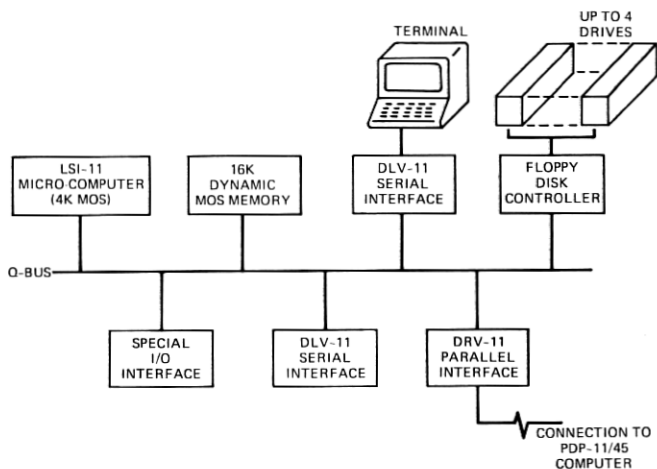 TERMINAL
UP TO 4
DRIVES
LSI-11
MICRO-COMPUTER
(4K MOS)
16K
DYNAMIC
MOS MEMORY
DLV-11
SERIAL
INTERFACE
FLOPPY
DISK
CONTROLLER
Q-BUS
SPECIAL
I/O
INTERFACE
DLV-11
SERIAL
INTERFACE
DRV-11
PARALLEL
INTERFACE
CONNECTION TO
PDP-11/45
COMPUTER